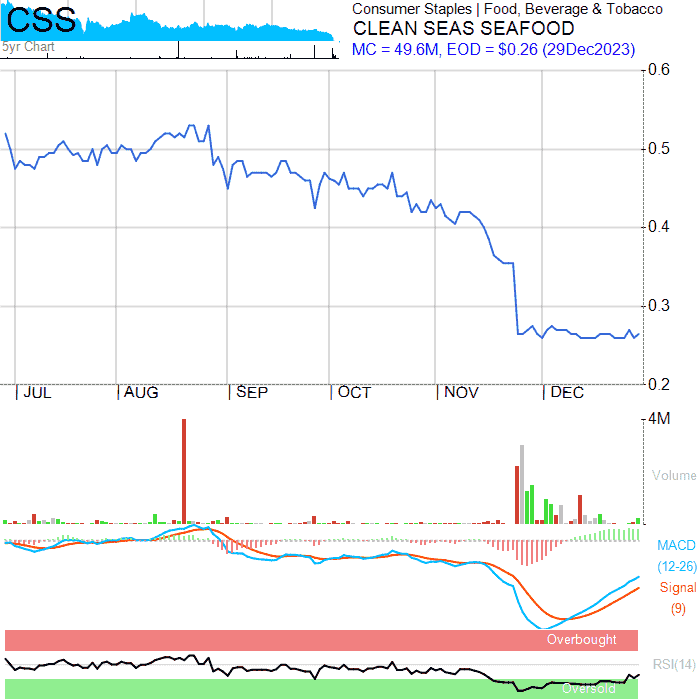 CSS
5yr Chart
Consumer Staples | Food, Beverage & Tobacco
CLEAN SEAS SEAFOOD
MC = 49.6M, EOD = $0.26 (29Dec2023)
0.6
0.5
0.4
0.3
0.2
JUL AUG SEP OCT NOV DEC
4M
Volume
MACD
(12-26)
Signal
(9)
Overbought
RSI(14)
Oversold